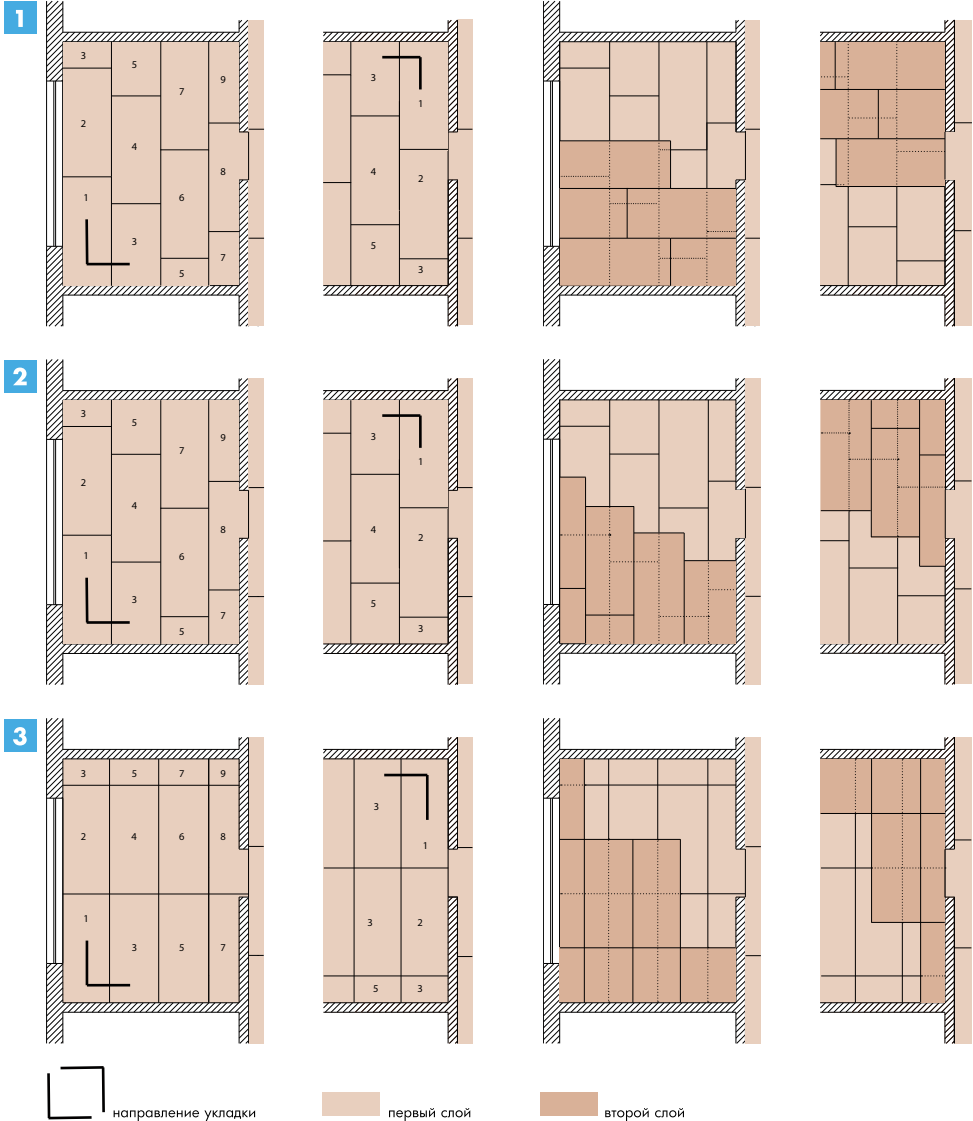 1
3 5 7 9 2 4 8 1 6 3 5 7
3 1 4 2 5 3
2
3 5 7 9 2 4 8 1 6 3 5 7
3 1 4 2 5 3
3
3 5 7 9
2 4 6 8
1 3 5 7
3 1
3 2
5 3
направление укладки
первый слой
второй слой